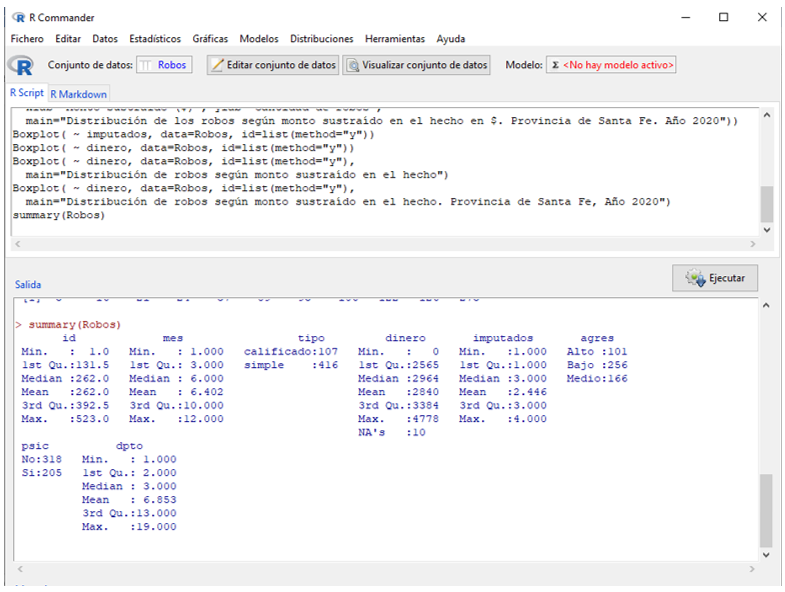 R Commander
Fichero Editar Datos Estadísticos Gráficas Modelos Distribuciones Herramientas Ayuda
Conjunto de datos: Robos Editar conjunto de datos Visualizar conjunto de datos Modelo: Σ <No hay modelo activo>
R Script R Markdown
main="Distribución de los robos según monto sustraído en el hecho en $. Provincia de Santa Fe. Año 2020"))
Boxplot( ~ imputados, data=Robos, id=list(method="y"))
Boxplot( ~ dinero, data=Robos, id=list(method="y"))
Boxplot( ~ dinero, data=Robos, id=list(method="y"),
main="Distribución de robos según monto sustraído en el hecho")
Boxplot( ~ dinero, data=Robos, id=list(method="y"),
main="Distribución de robos según monto sustraído en el hecho. Provincia de Santa Fe, Año 2020")
summary(Robos)
Salida
Ejecutar
> summary(Robos)
id mes tipo dinero imputados agres
Min. : 1.0 Min. : 1.000 calificado:107 Min. : 0 Min. :1.000 Alto :101
1st Qu.:131.5 1st Qu.: 3.000 simple :416 1st Qu.:2565 1st Qu.:1.000 Bajo :256
Median :262.0 Median : 6.000 Median :2964 Median :3.000 Medio:166
Mean :262.0 Mean : 6.402 Mean :2840 Mean :2.446
3rd Qu.:392.5 3rd Qu.:10.000 3rd Qu.:3384 3rd Qu.:3.000
Max. :523.0 Max. :12.000 Max. :4778 Max. :4.000
NA's :10
psic dpto
No:318 Min. : 1.000
Si:205 1st Qu.: 2.000
Median : 3.000
Mean : 6.853
3rd Qu.:13.000
Max. :19.000